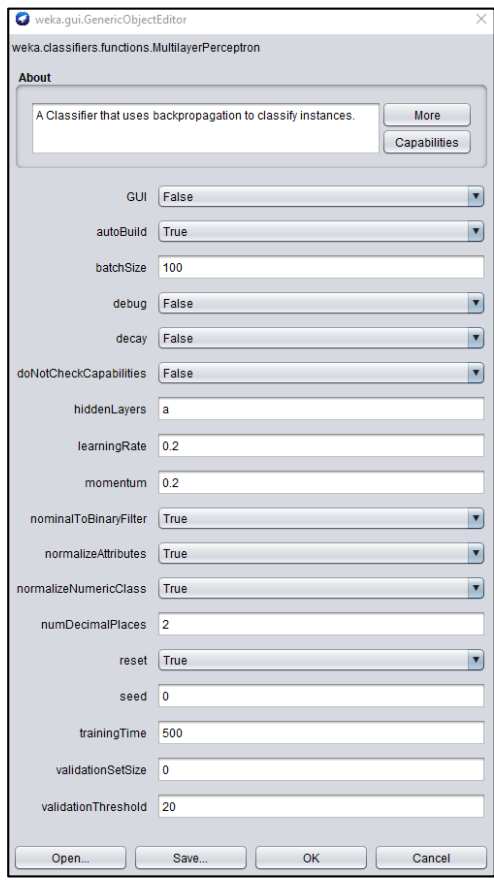 weka.gui.GenericObjectEditor
weka.classifiers.functions.MultilayerPerceptron
About
A Classifier that uses backpropagation to classify instances.
More
Capabilities
GUI False
autoBuild True
batchSize 100
debug False
decay False
doNotCheckCapabilities False
hiddenLayers a
learningRate 0.2
momentum 0.2
nominalToBinaryFilter True
normalizeAttributes True
normalizeNumericClass True
numDecimalPlaces 2
reset True
seed 0
trainingTime 500
validationSetSize 0
validationThreshold 20
Open... Save... OK Cancel